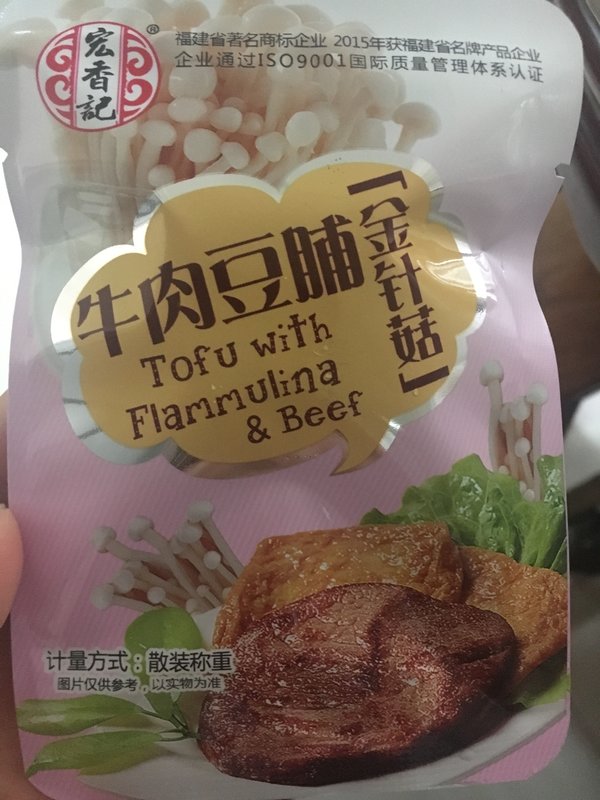 宏香記
®
福建省著名商标企业 2015年获福建省名牌产品企业
企业通过ISO9001国际质量管理体系认证
牛肉豆脯
【金针菇】
Tofu with
Flammulina
& Beef
计量方式：散装称重
图片仅供参考，以实物为准